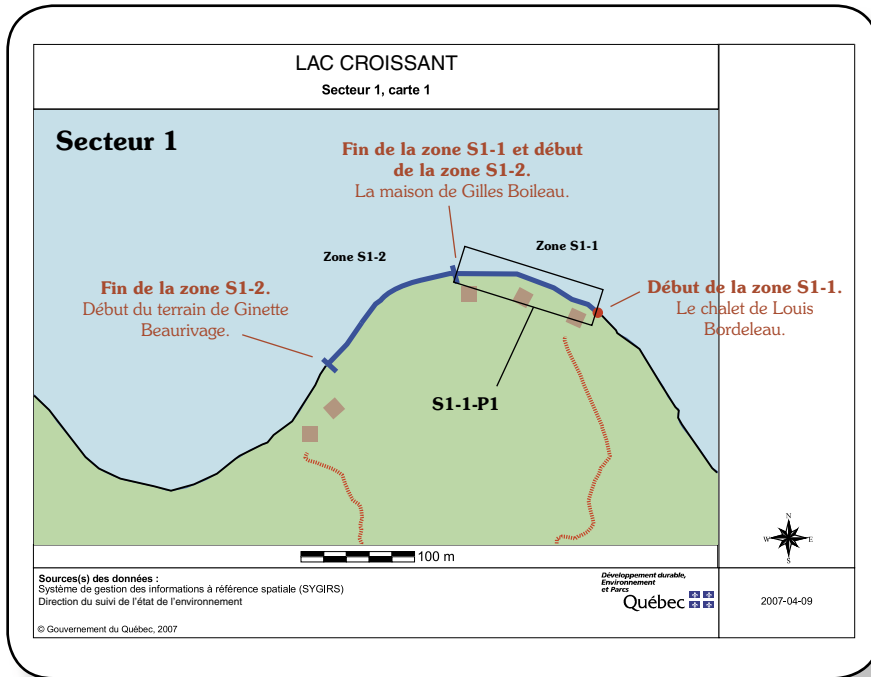 LAC CROISSANT
Secteur 1, carte 1
Secteur 1
Fin de la zone S1-1 et début
de la zone S1-2.
La maison de Gilles Boileau.
Zone S1-2
Zone S1-1
Fin de la zone S1-2.
Début du terrain de Ginette
Beaurivage.
Début de la zone S1-1.
Le chalet de Louis
Bordeleau.
S1-1-P1
N
W E
S
100 m
Sources(s) des données :
Système de gestion des informations à référence spatiale (SYGIRS)
Direction du suivi de l'état de l'environnement
© Gouvernement du Québec, 2007
Développement durable,
Environnement
et Parcs
Québec
2007-04-09